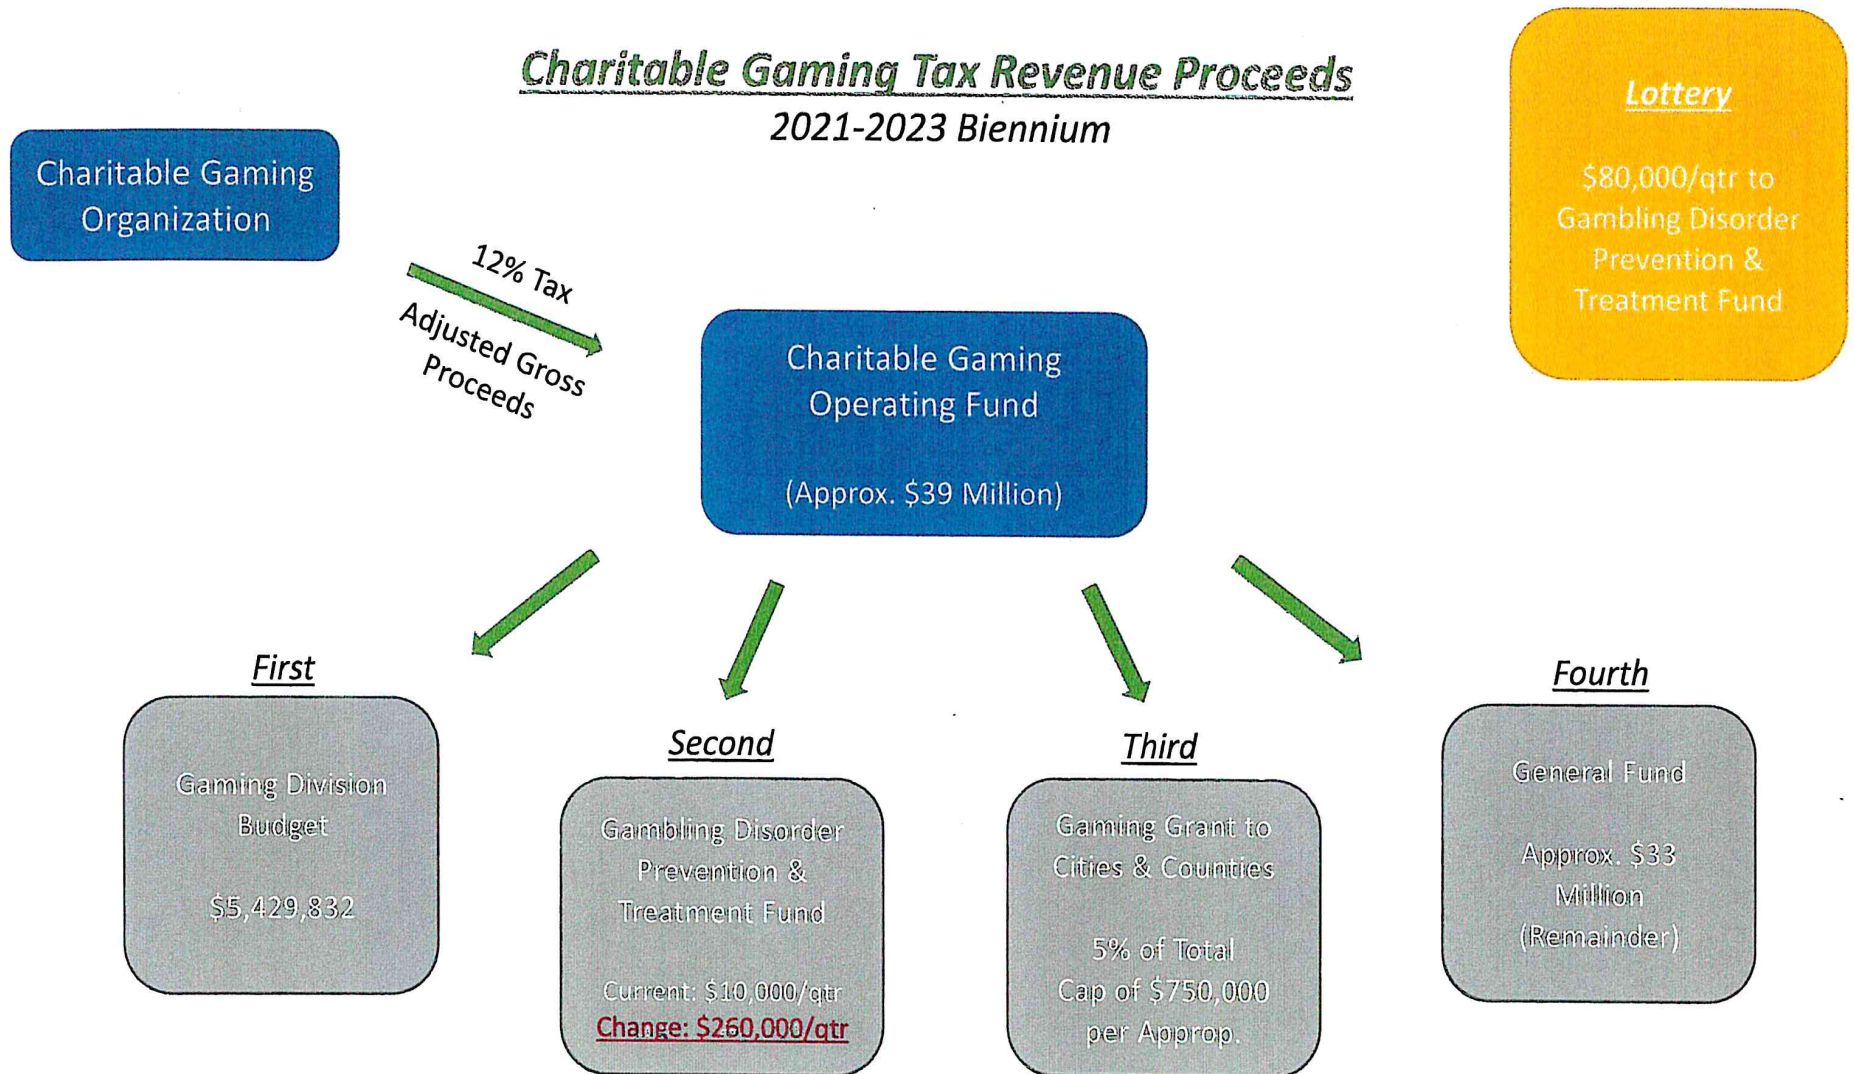 Charitable Gaming Tax Revenue Proceeds
2021-2023 Biennium
Charitable Gaming
Organization
12% Tax
Adjusted Gross
Proceeds
Charitable Gaming
Operating Fund
(Approx. $39 Million)
Lottery
$80,000/qtr to
Gambling Disorder
Prevention &
Treatment Fund
First
Gaming Division
Budget
$5,429,832
Second
Gambling Disorder
Prevention &
Treatment Fund
Current: $10,000/qtr
Change: $260,000/qtr
Third
Gaming Grant to
Cities & Counties
5% of Total
Cap of $750,000
per Approp.
Fourth
General Fund
Approx. $33
Million
(Remainder)